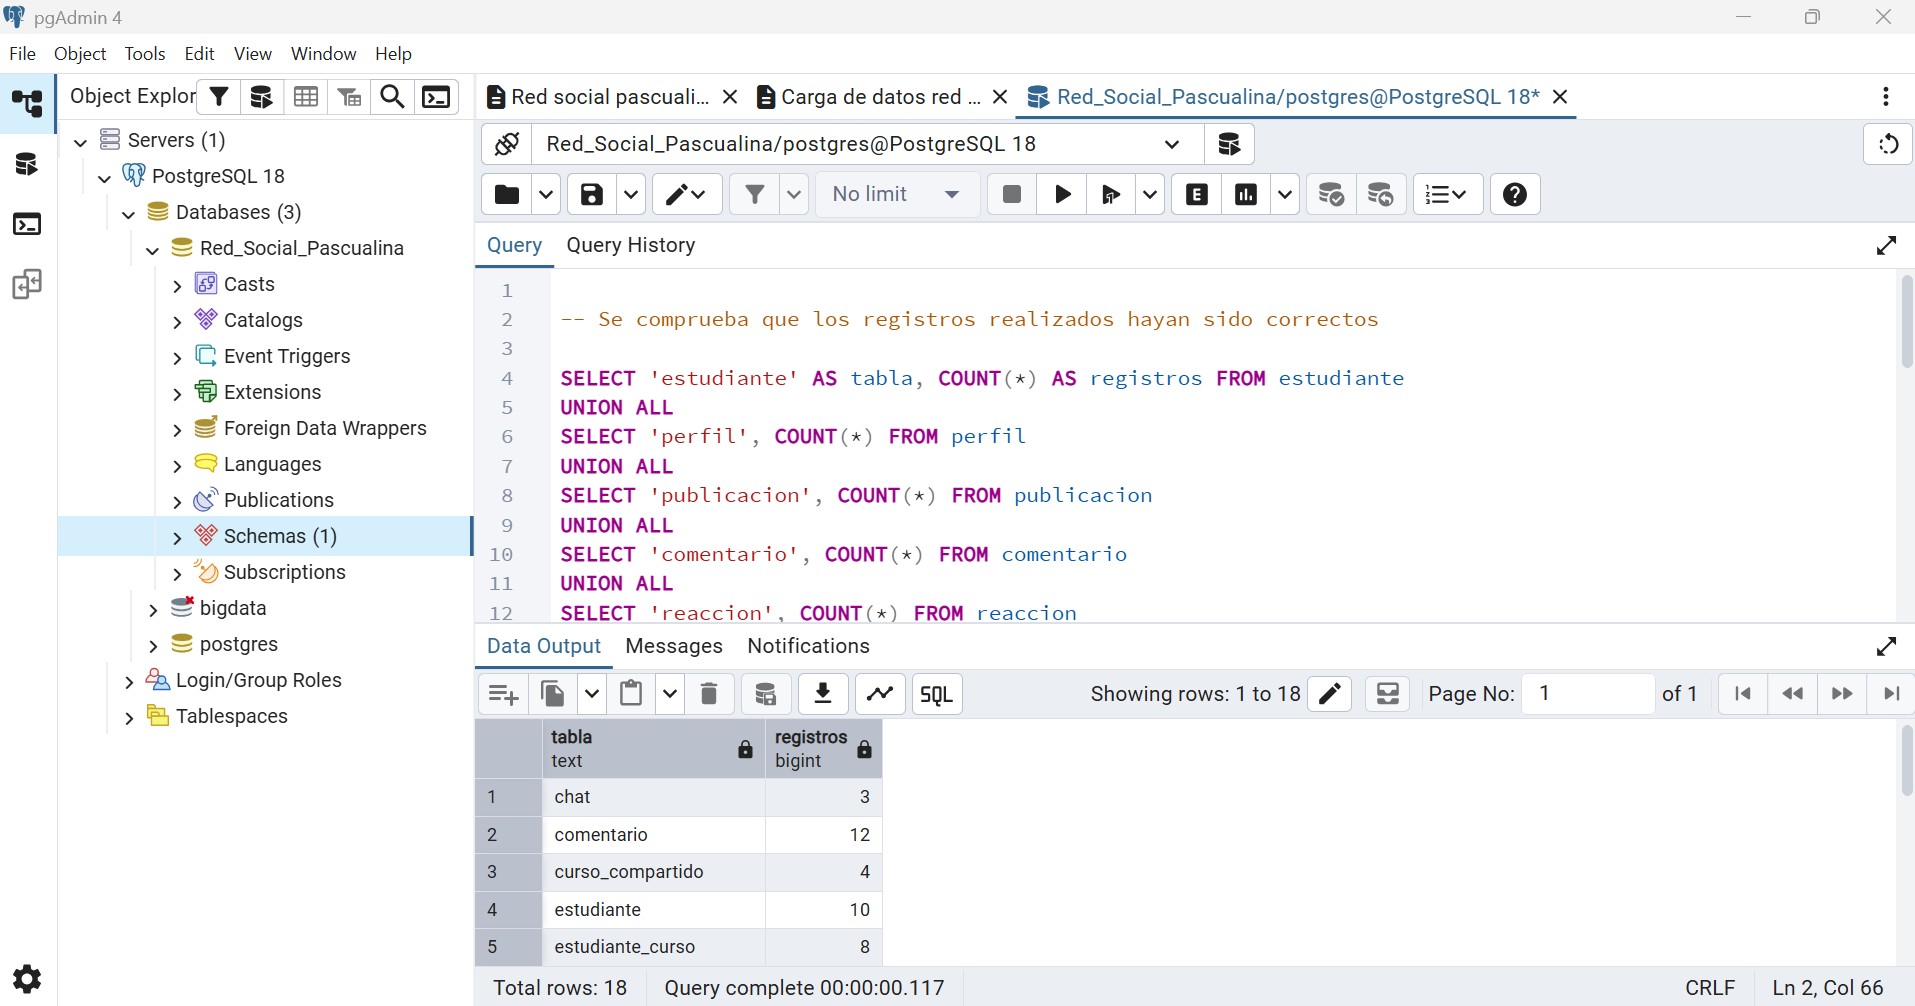 pgAdmin 4
File Object Tools Edit View Window Help
Object Explor
Red social pascuali...
Carga de datos red ...
Red_Social_Pascualina/postgres@PostgreSQL 18*
Servers (1)
PostgreSQL 18
Databases (3)
Red_Social_Pascualina
Casts
Catalogs
Event Triggers
Extensions
Foreign Data Wrappers
Languages
Publications
Schemas (1)
Subscriptions
bigdata
postgres
Login/Group Roles
Tablespaces
Red_Social_Pascualina/postgres@PostgreSQL 18
No limit
E
Query Query History
1
2 -- Se comprueba que los registros realizados hayan sido correctos
3
4 SELECT 'estudiante' AS tabla, COUNT(*) AS registros FROM estudiante
5 UNION ALL
6 SELECT 'perfil', COUNT(*) FROM perfil
7 UNION ALL
8 SELECT 'publicacion', COUNT(*) FROM publicacion
9 UNION ALL
10 SELECT 'comentario', COUNT(*) FROM comentario
11 UNION ALL
12 SELECT 'reaccion', COUNT(*) FROM reaccion
Data Output Messages Notifications
SQL
Showing rows: 1 to 18
Page No: 1 of 1
tabla text
registros bigint
1 chat 3
2 comentario 12
3 curso_compartido 4
4 estudiante 10
5 estudiante_curso 8
Total rows: 18
Query complete 00:00:00.117
CRLF
Ln 2, Col 66